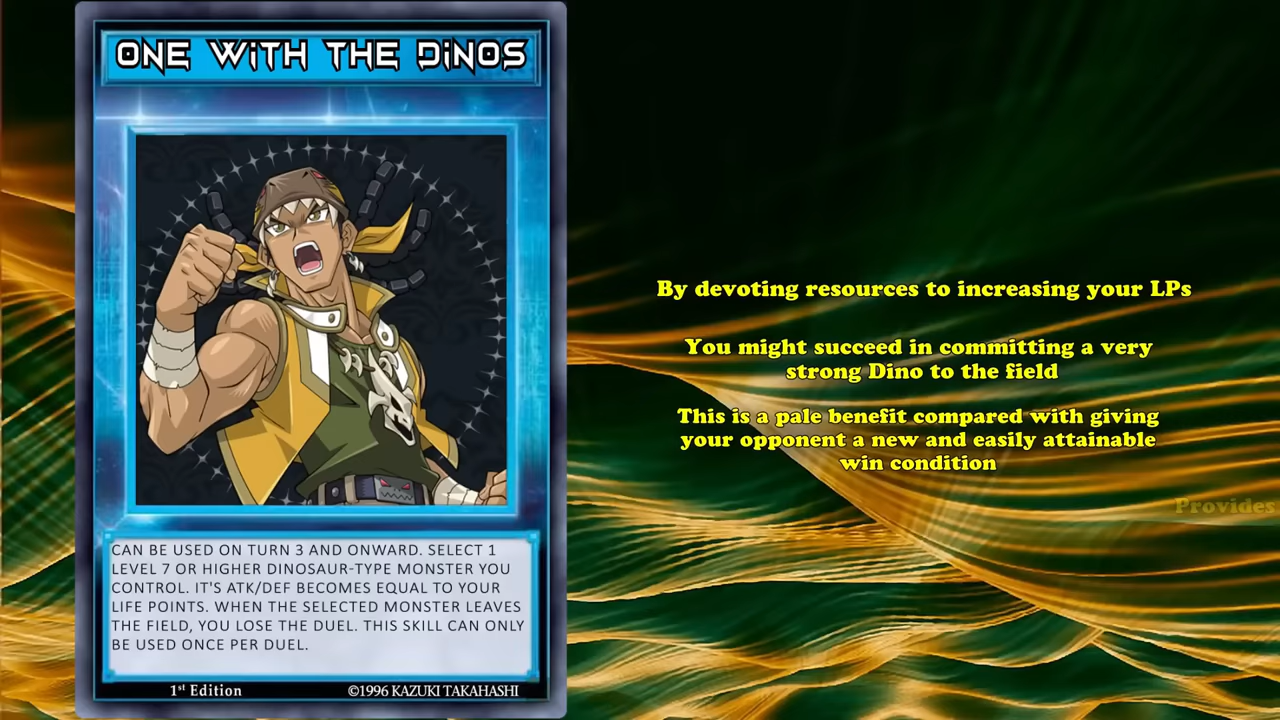 ONE WiTH THE DiNOS
CAN BE USED ON TURN 3 AND ONWARD. SELECT 1
LEVEL 7 OR HIGHER DINOSAUR-TYPE MONSTER YOU
CONTROL. IT'S ATK/DEF BECOMES EQUAL TO YOUR
LIFE POINTS. WHEN THE SELECTED MONSTER LEAVES
THE FIELD, YOU LOSE THE DUEL. THIS SKILL CAN ONLY
BE USED ONCE PER DUEL.
1st Edition
©1996 KAZUKI TAKAHASHI
By devoting resources to increasing your LPs
You might succeed in committing a very
strong Dino to the field
This is a pale benefit compared with giving
your opponent a new and easily attainable
win condition
Provides